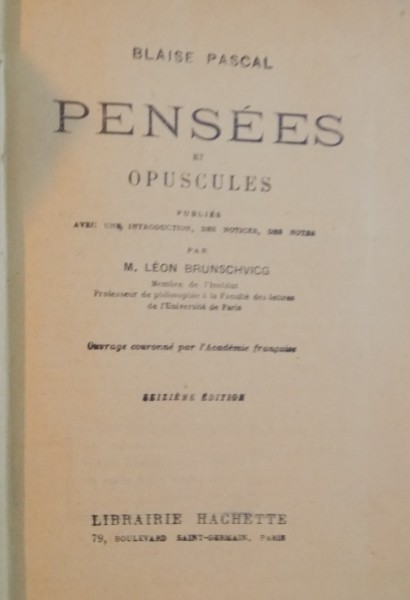 BLAISE PASCAL
PENSÉES
ET
OPUSCULES
PUBLIÉS
AVEC UNE INTRODUCTION, DES NOTICES, DES NOTES
PAR
M. LÉON BRUNSCHVICG
Membre de l'Institut
Professeur de philosophie à la Faculté des lettres
de l'Université de Paris
Ouvrage couronné par l'Académie française
SEIZIÈME ÉDITION
LIBRAIRIE HACHETTE
79, BOULEVARD SAINT-GERMAIN, PARIS